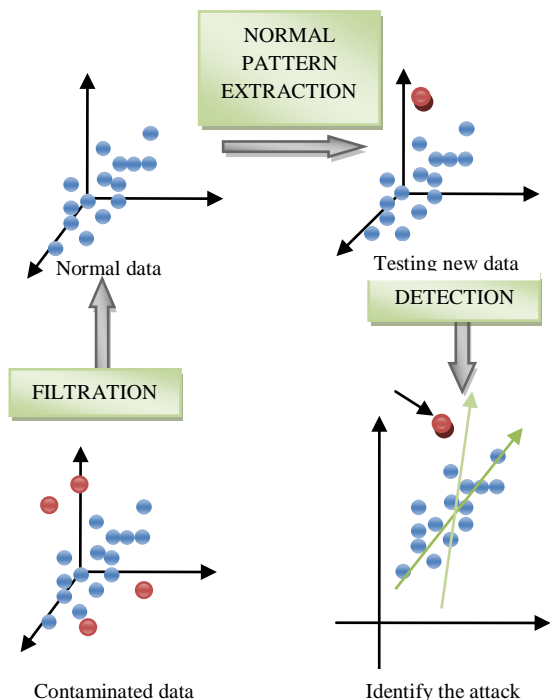 NORMAL
PATTERN
EXTRACTION
Normal data
Testing new data
DETECTION
FILTRATION
Contaminated data
Identify the attack